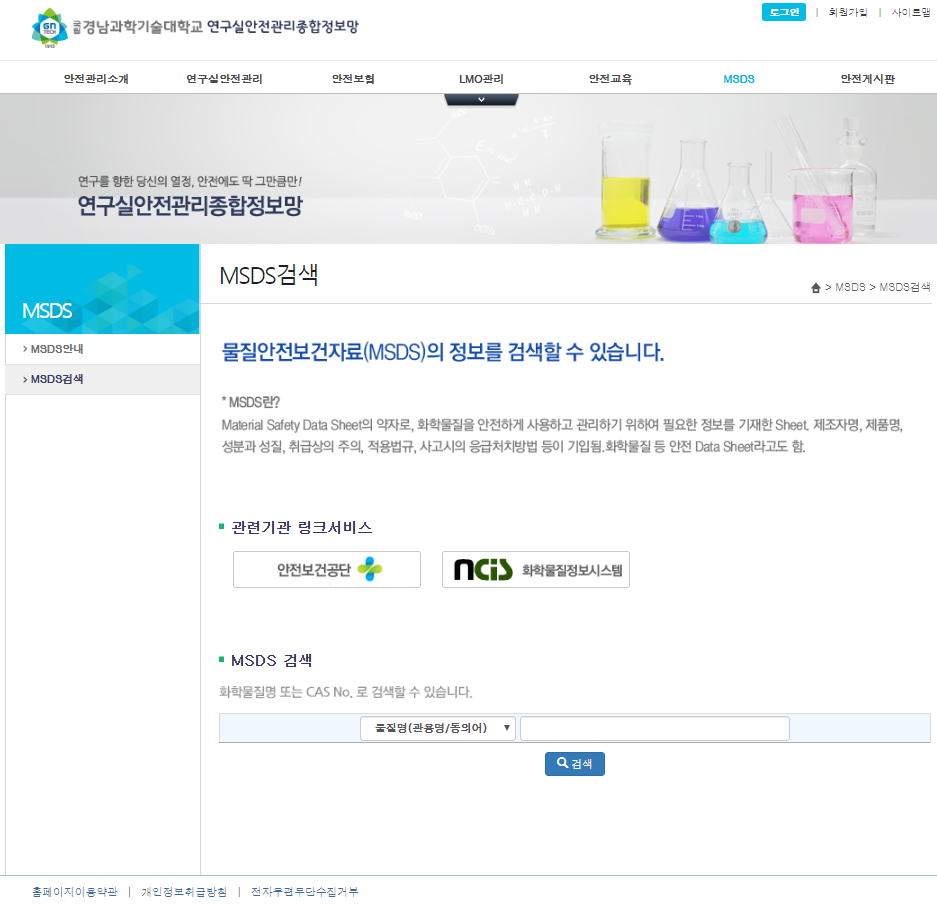 GN TECH 1910 국립 경남과학기술대학교 연구실안전관리종합정보망
로그인 | 회원가입 | 사이트맵
안전관리소개 연구실안전관리 안전보험 LMO관리 안전교육 MSDS 안전게시판
연구를 향한 당신의 열정, 안전에도 딱 그만큼만!
연구실안전관리종합정보망
MSDS
> MSDS안내
> MSDS검색
MSDS검색
> MSDS > MSDS검색
물질안전보건자료(MSDS)의 정보를 검색할 수 있습니다.
* MSDS란?
Material Safety Data Sheet의 약자로, 화학물질을 안전하게 사용하고 관리하기 위하여 필요한 정보를 기재한 Sheet. 제조자명, 제품명,
성분과 성질, 취급상의 주의, 적용법규, 사고시의 응급처치방법 등이 기입됨.화학물질 등 안전 Data Sheet라고도 함.
관련기관 링크서비스
안전보건공단 ncis 화학물질정보시스템
MSDS 검색
화학물질명 또는 CAS No. 로 검색할 수 있습니다.
물질명(관용명/동의어)
검색
홈페이지이용약관 | 개인정보취급방침 | 전자우편무단수집거부